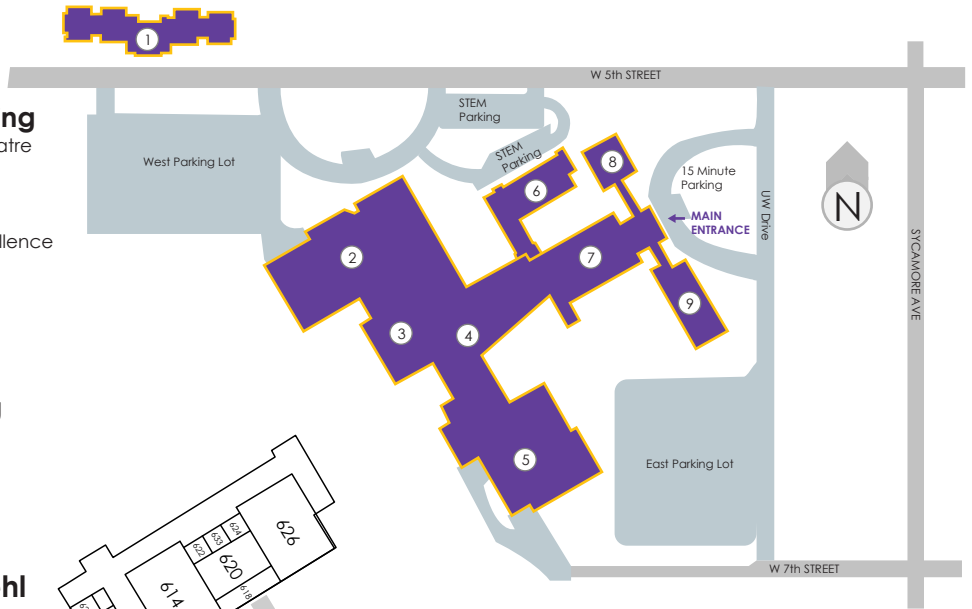 1
W 5th STREET
STEM
Parking
ng
atre
West Parking Lot
STEM
Parking
8
15 Minute
Parking
6
UW Drive
N
MAIN
ENTRANCE
llence
SYCAMORE AVE
2
7
9
3
4
5
East Parking Lot
626
624
633
622
620
618
614
W 7th STREET
hl